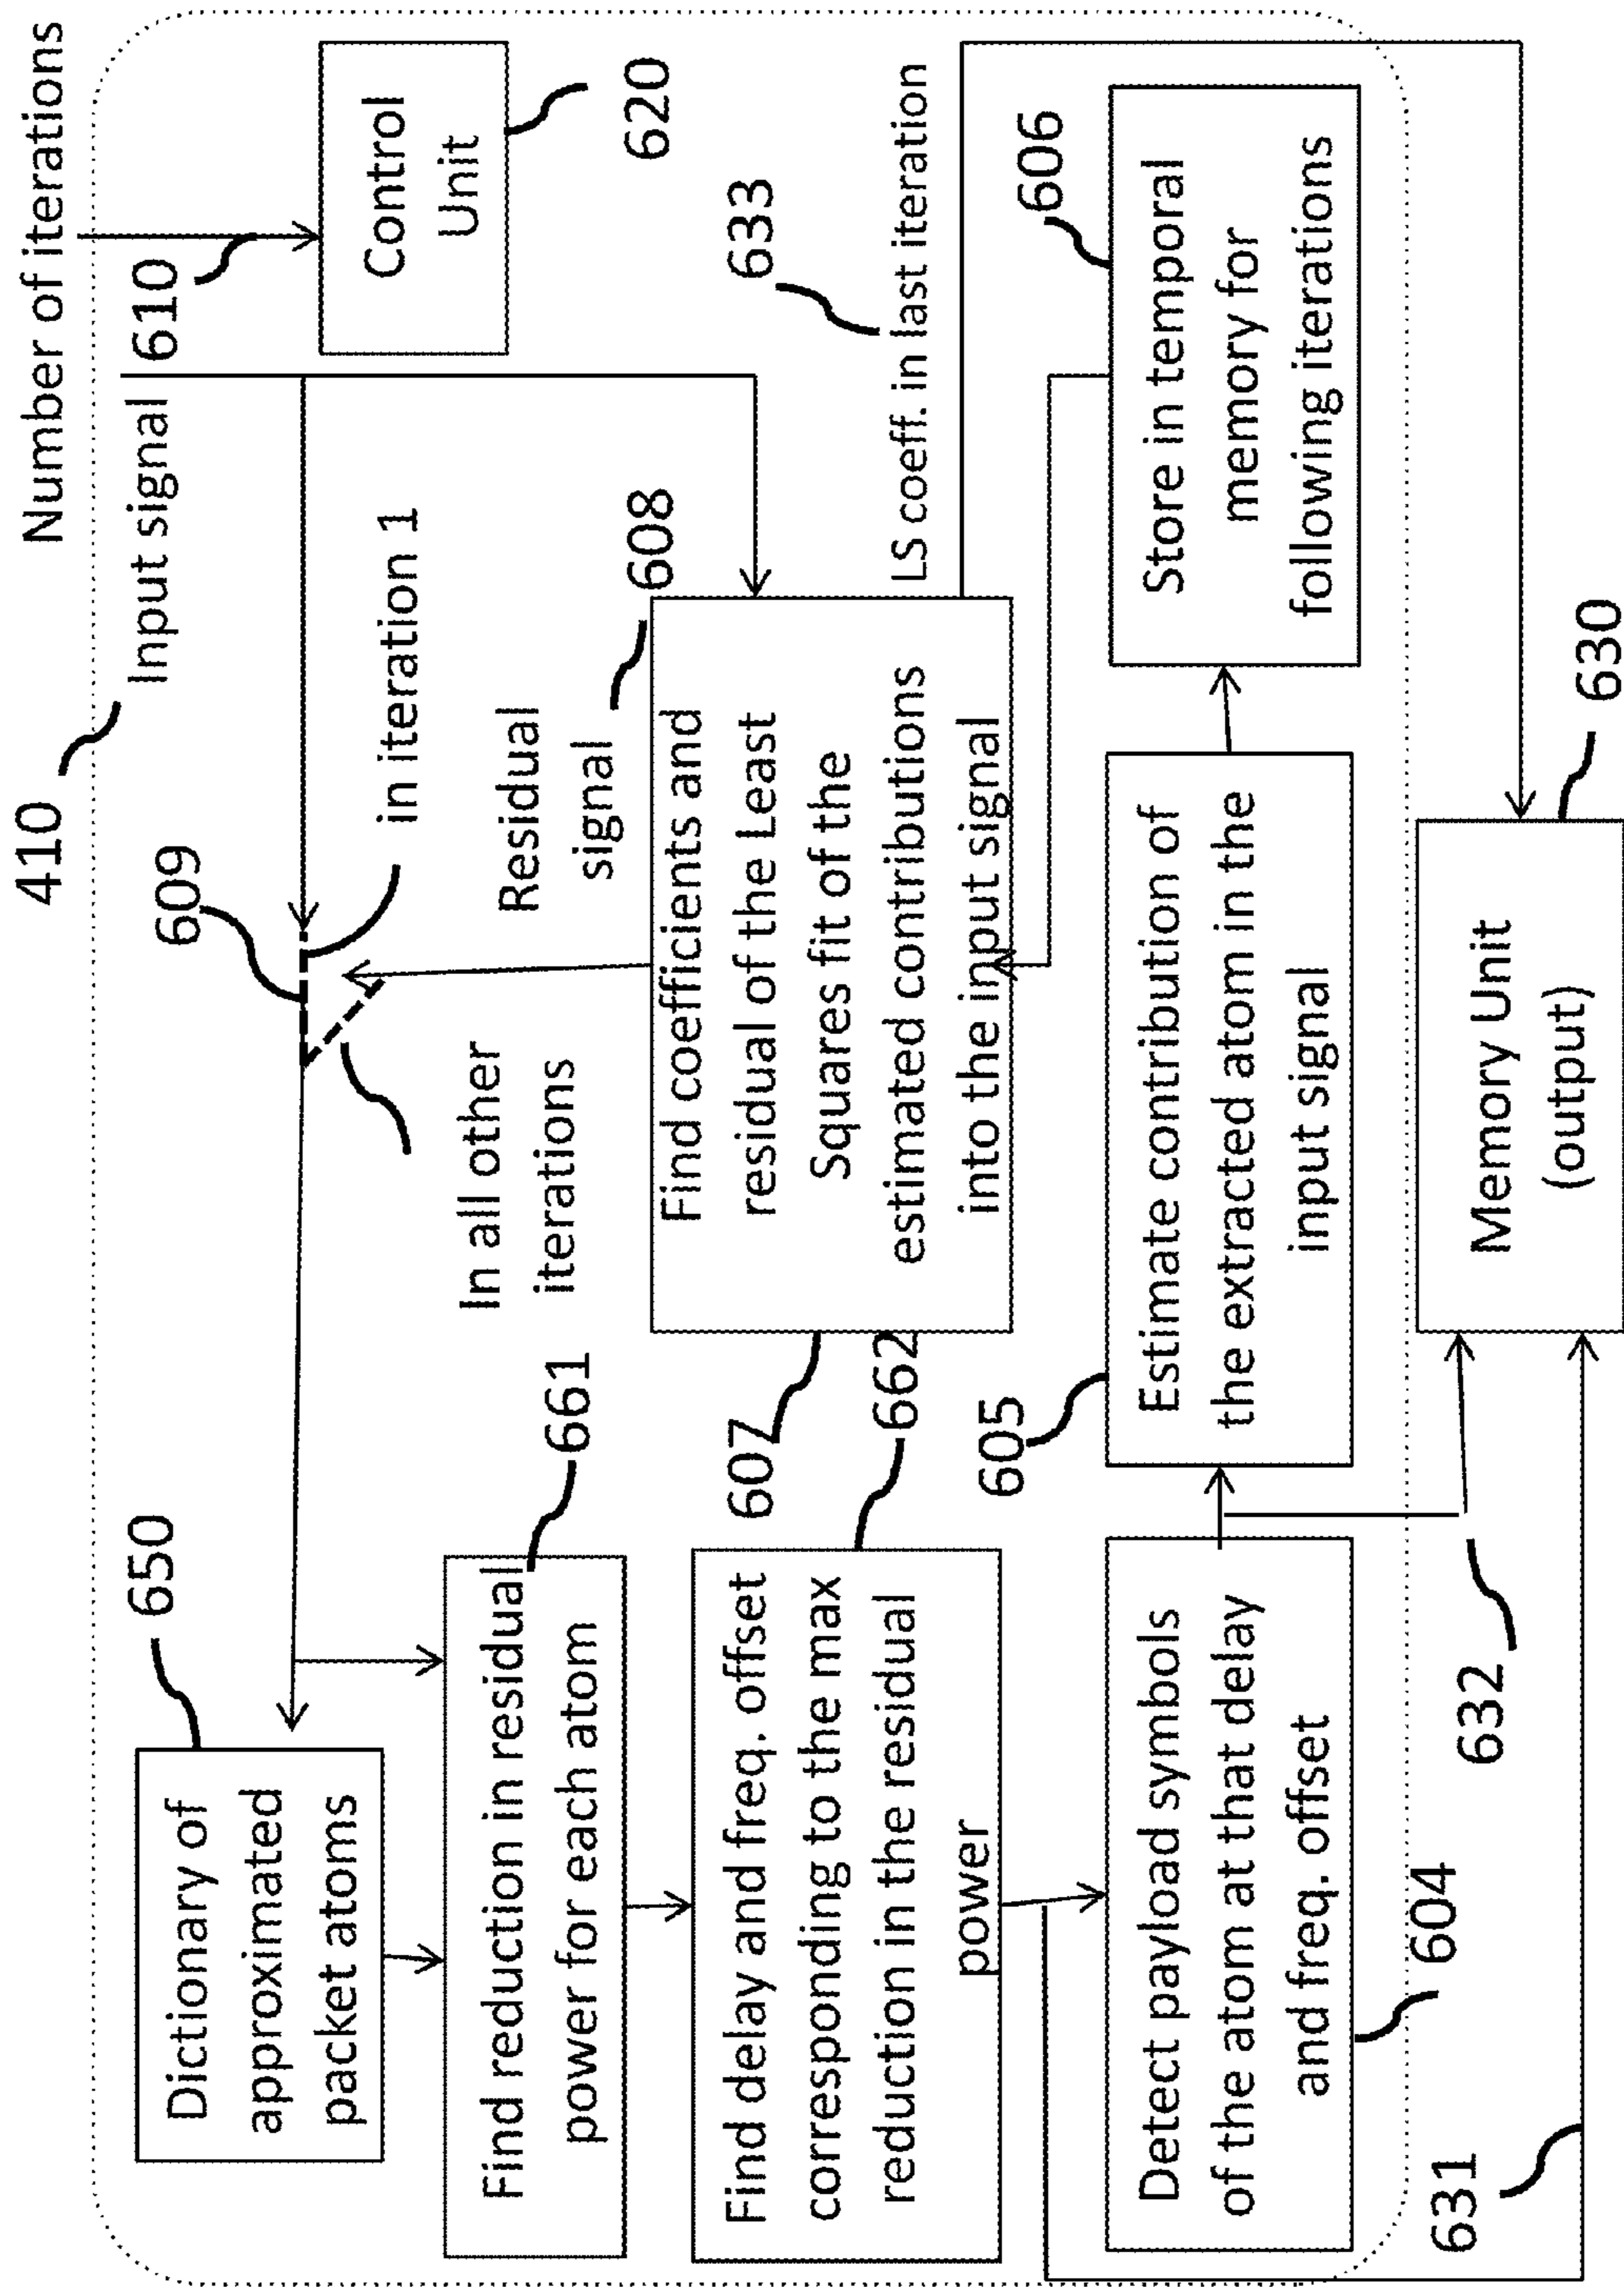 Number of iterations
410
Input signal
610
Control
Unit
620
609
in iteration 1
In all other
iterations
Residual
signal
608
650
Dictionary of
approximated
packet atoms
661
Find reduction in residual
power for each atom
Find delay and freq. offset
corresponding to the max
reduction in the residual
power
662
607
Find coefficients and
residual of the Least
Squares fit of the
estimated contributions
into the input signal
633
LS coeff. in last iteration
Detect payload symbols
of the atom at that delay
and freq. offset
604
605
Estimate contribution of
the extracted atom in the
input signal
606
Store in temporal
memory for
following iterations
631
632
Memory Unit
(output)
630